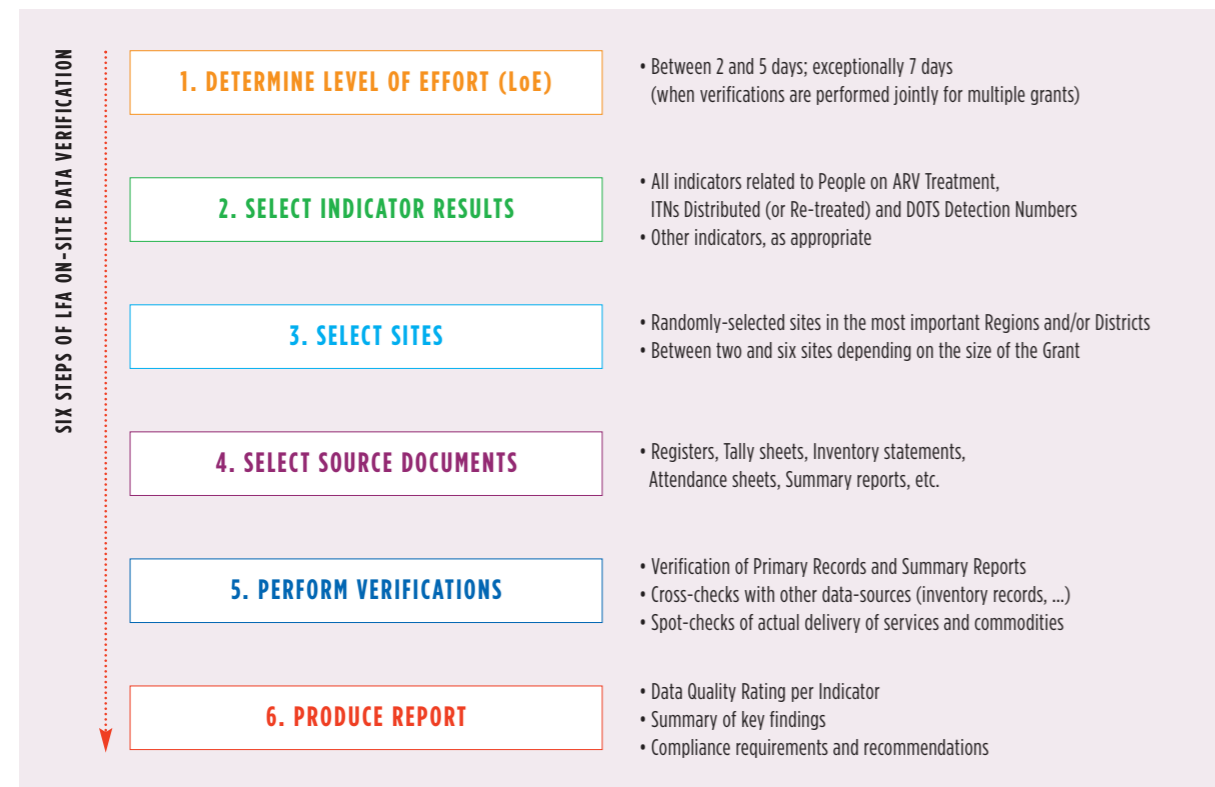 SIX STEPS OF LFA ON-SITE DATA VERIFICATION
1. DETERMINE LEVEL OF EFFORT (LoE)
• Between 2 and 5 days; exceptionally 7 days
(when verifications are performed jointly for multiple grants)
2. SELECT INDICATOR RESULTS
• All indicators related to People on ARV Treatment,
ITNs Distributed (or Re-treated) and DOTS Detection Numbers
• Other indicators, as appropriate
3. SELECT SITES
• Randomly-selected sites in the most important Regions and/or Districts
• Between two and six sites depending on the size of the Grant
4. SELECT SOURCE DOCUMENTS
• Registers, Tally sheets, Inventory statements,
Attendance sheets, Summary reports, etc.
5. PERFORM VERIFICATIONS
• Verification of Primary Records and Summary Reports
• Cross-checks with other data-sources (inventory records, ...)
• Spot-checks of actual delivery of services and commodities
6. PRODUCE REPORT
• Data Quality Rating per Indicator
• Summary of key findings
• Compliance requirements and recommendations